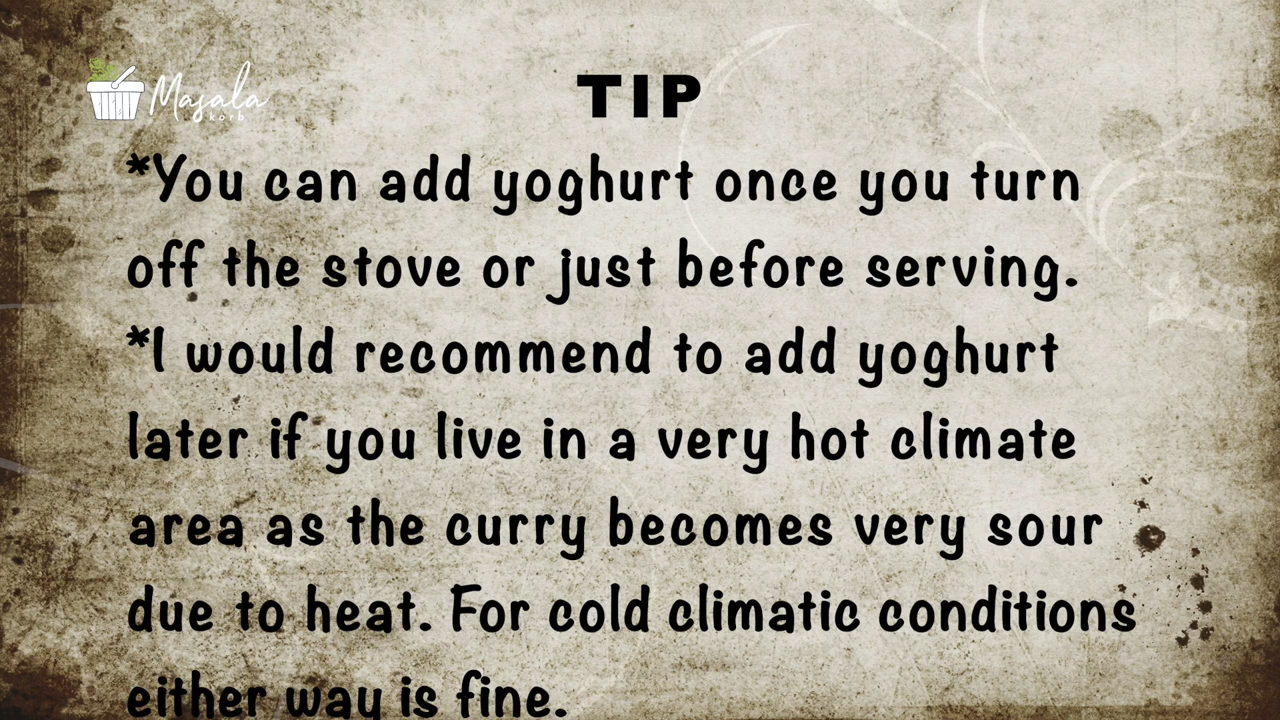 Masala
korb
TIP
*You can add yoghurt once you turn
off the stove or just before serving.
*I would recommend to add yoghurt
later if you live in a very hot climate
area as the curry becomes very sour
due to heat. For cold climatic conditions
either way is fine.